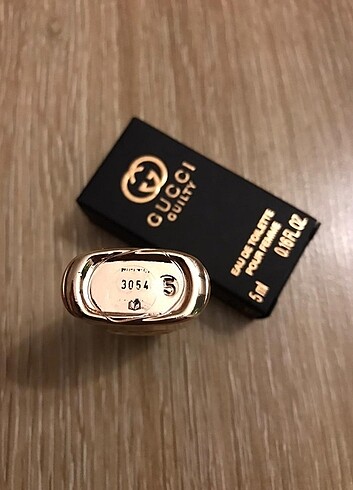 GUCCI
GUILTY
EAU DE TOILETTE
POUR FEMME
5 ml 0.16 FL.OZ
3054
5